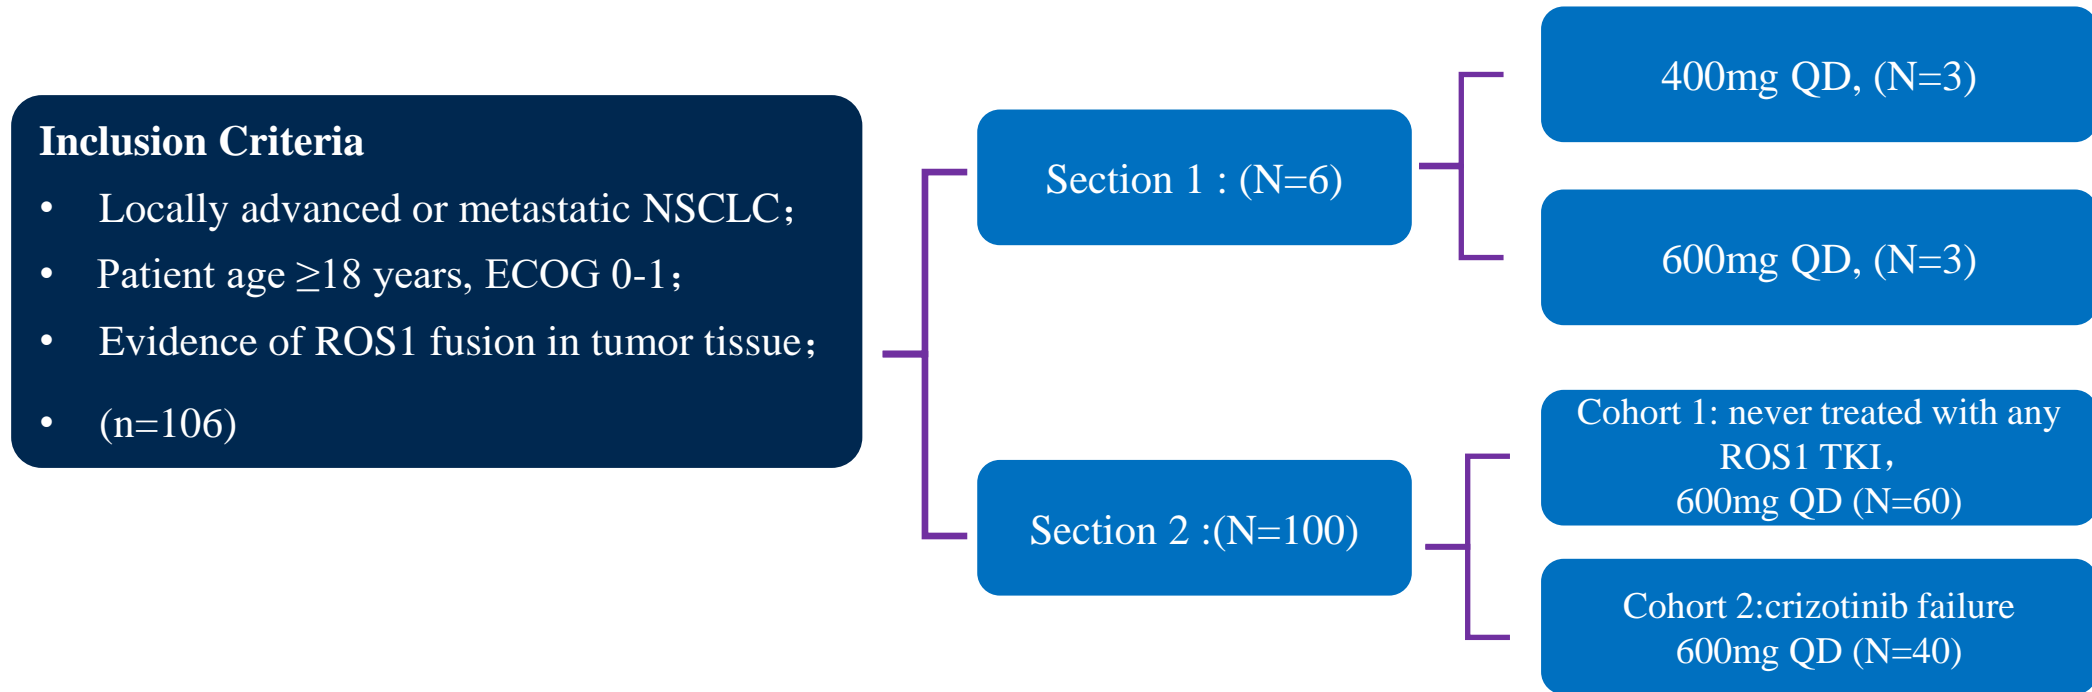 Inclusion Criteria
• Locally advanced or metastatic NSCLC；
• Patient age ≥18 years, ECOG 0-1；
• Evidence of ROS1 fusion in tumor tissue；
• (n=106)
Section 1 : (N=6)
400mg QD, (N=3)
600mg QD, (N=3)
Section 2 :(N=100)
Cohort 1: never treated with any
ROS1 TKI，
600mg QD (N=60)
Cohort 2:crizotinib failure
600mg QD (N=40)